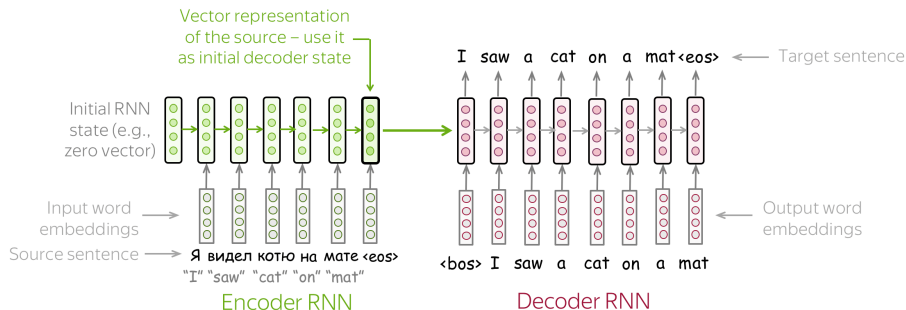 Vector representation
of the source – use it
as initial decoder state
I saw a cat on a mat <eos>
Target sentence
Initial RNN
state (e.g.,
zero vector)
Input word
embeddings
Output word
embeddings
Source sentence
Я видел котю на мате <eos>
"I" "saw" "cat" "on" "mat"
<bos> I saw a cat on a mat
Encoder RNN
Decoder RNN